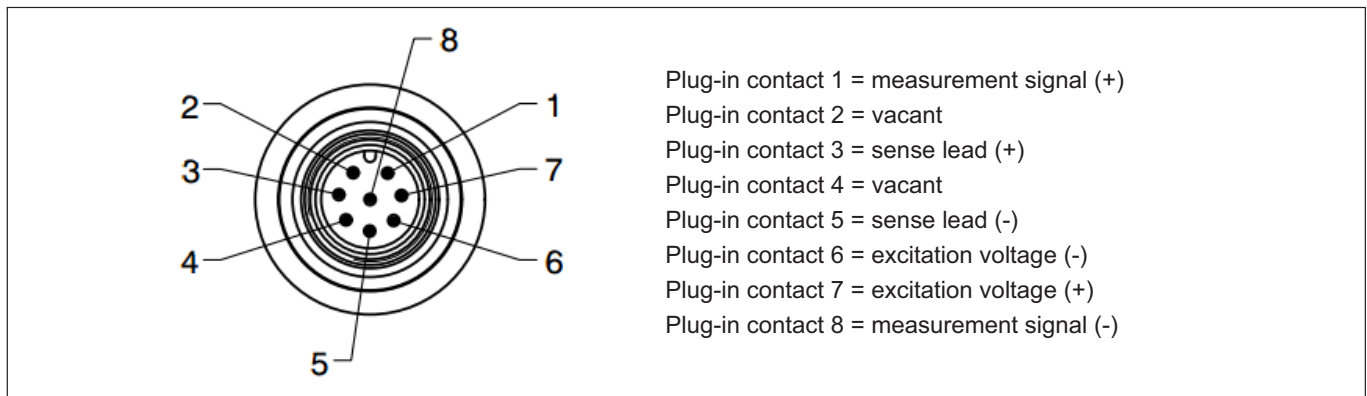 8
2
1
3
7
4
6
5
Plug-in contact 1 = measurement signal (+)
Plug-in contact 2 = vacant
Plug-in contact 3 = sense lead (+)
Plug-in contact 4 = vacant
Plug-in contact 5 = sense lead (-)
Plug-in contact 6 = excitation voltage (-)
Plug-in contact 7 = excitation voltage (+)
Plug-in contact 8 = measurement signal (-)